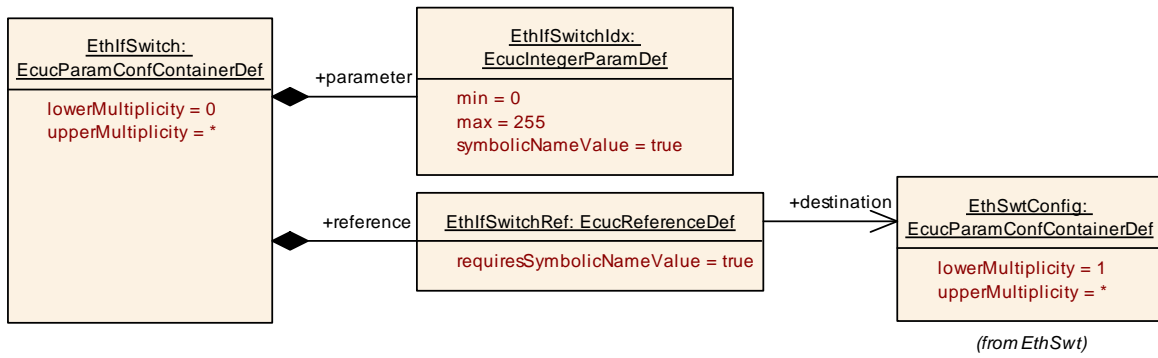 EthIfSwitch:
EcucParamConfContainerDef
lowerMultiplicity = 0
upperMultiplicity = *
+parameter
EthIfSwitchIdx:
EcucIntegerParamDef
min = 0
max = 255
symbolicNameValue = true
+reference
EthIfSwitchRef: EcucReferenceDef
requiresSymbolicNameValue = true
+destination
EthSwtConfig:
EcucParamConfContainerDef
lowerMultiplicity = 1
upperMultiplicity = *
(from EthSwt)